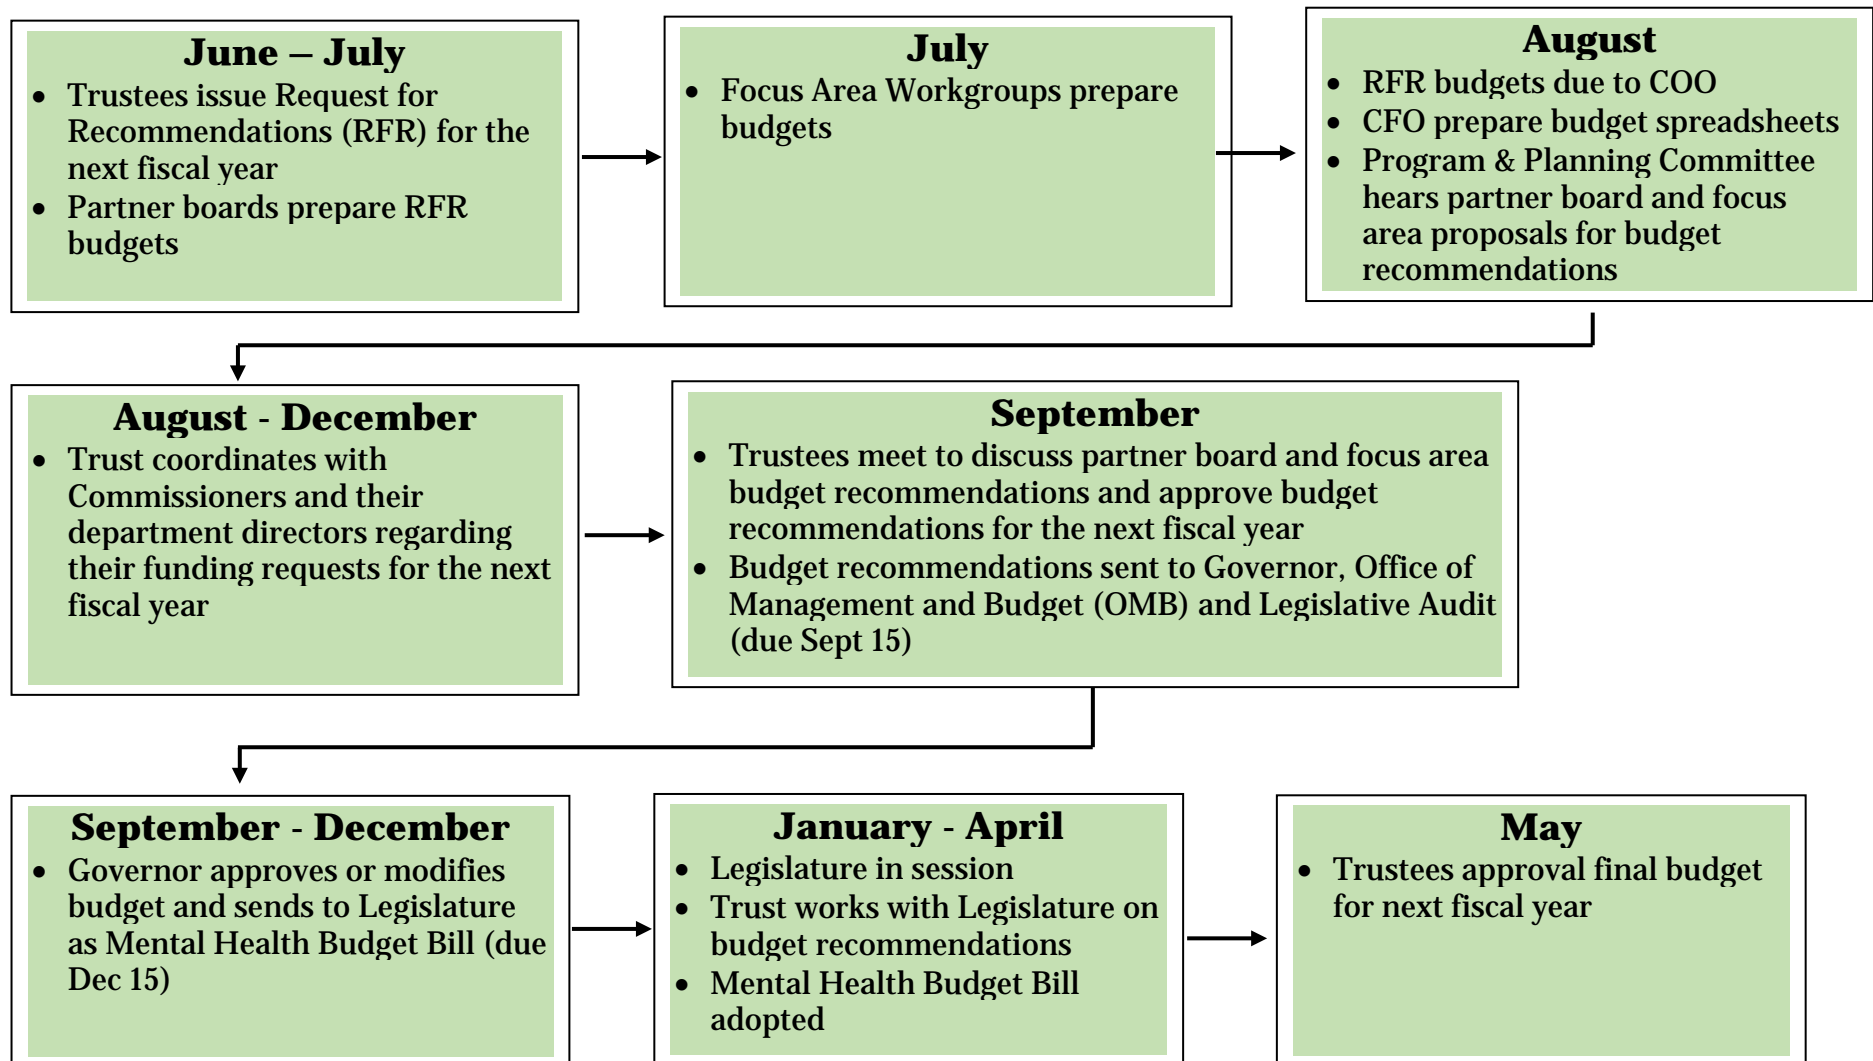 June – July
• Trustees issue Request for
Recommendations (RFR) for the
next fiscal year
• Partner boards prepare RFR
budgets
July
• Focus Area Workgroups prepare
budgets
August
• RFR budgets due to COO
• CFO prepare budget spreadsheets
• Program & Planning Committee
hears partner board and focus
area proposals for budget
recommendations
August - December
• Trust coordinates with
Commissioners and their
department directors regarding
their funding requests for the next
fiscal year
September
• Trustees meet to discuss partner board and focus area
budget recommendations and approve budget
recommendations for the next fiscal year
• Budget recommendations sent to Governor, Office of
Management and Budget (OMB) and Legislative Audit
(due Sept 15)
September - December
• Governor approves or modifies
budget and sends to Legislature
as Mental Health Budget Bill (due
Dec 15)
January - April
• Legislature in session
• Trust works with Legislature on
budget recommendations
• Mental Health Budget Bill
adopted
May
• Trustees approval final budget
for next fiscal year